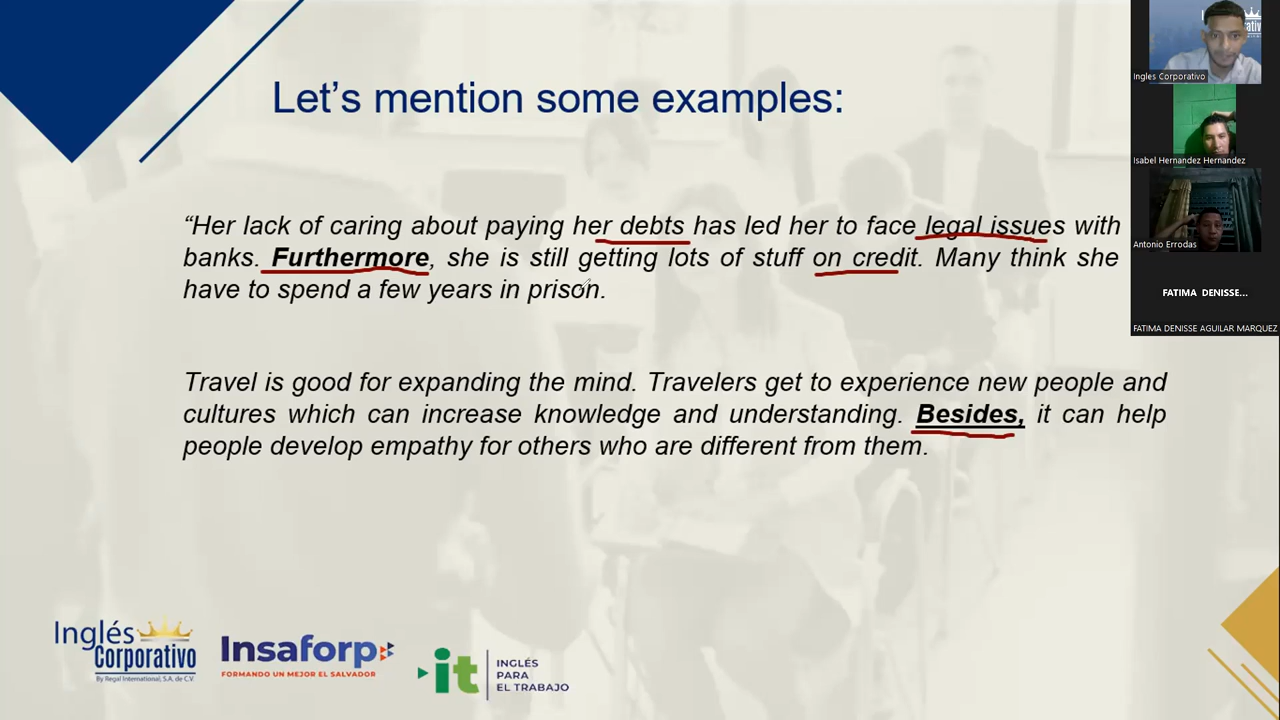 Let's mention some examples:
“Her lack of caring about paying her debts has led her to face legal issues with
banks. Furthermore, she is still getting lots of stuff on credit. Many think she
have to spend a few years in prison.
Travel is good for expanding the mind. Travelers get to experience new people and
cultures which can increase knowledge and understanding. Besides, it can help
people develop empathy for others who are different from them.
Inglés
Corporativo
By Regal International, S.A. de C.V.
Insaforp
FORMANDO UN MEJOR EL SALVADOR
it
INGLÉS
PARA
EL TRABAJO
Ingles Corporativo
Isabel Hernandez Hernandez
Antonio Errodas
FATIMA DENISSE...
FATIMA DENISSE AGUILAR MARQUEZ